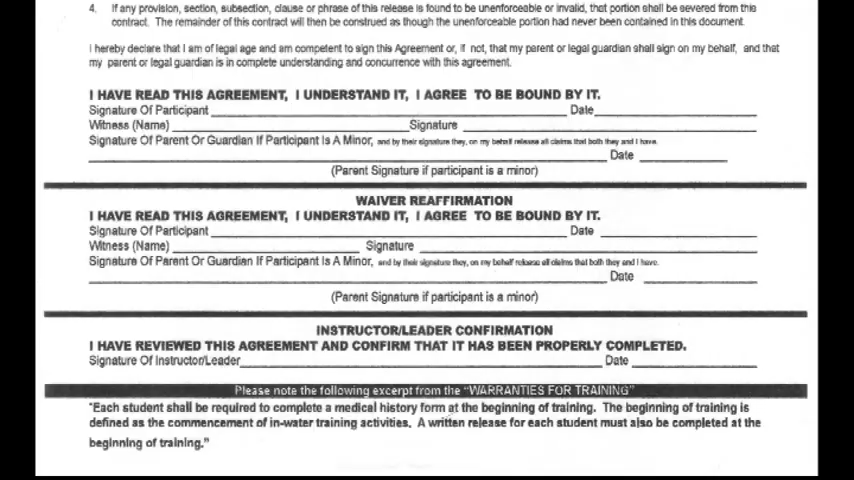 4. If any provision, section, subsection, clause or phrase of this release is found to be unenforceable or invalid, that portion shall be severed from this
contract. The remainder of this contract will then be construed as though the unenforceable portion had never been contained in this document.
I hereby declare that I am of legal age and am competent to sign this Agreement or, if not, that my parent or legal guardian shall sign on my behalf, and that
my parent or legal guardian is in complete understanding and concurrence with this agreement.
I HAVE READ THIS AGREEMENT, I UNDERSTAND IT, I AGREE TO BE BOUND BY IT.
Signature Of Participant Date
Witness (Name) Signature
Signature Of Parent Or Guardian If Participant Is A Minor, and by their signature they, on my behalf release all claims that both they and I have.
Date
(Parent Signature if participant is a minor)
WAIVER REAFFIRMATION
I HAVE READ THIS AGREEMENT, I UNDERSTAND IT, I AGREE TO BE BOUND BY IT.
Signature Of Participant Date
Witness (Name) Signature
Signature Of Parent Or Guardian If Participant Is A Minor, and by their signature they, on my behalf release all claims that both they and I have.
Date
(Parent Signature if participant is a minor)
INSTRUCTOR/LEADER CONFIRMATION
I HAVE REVIEWED THIS AGREEMENT AND CONFIRM THAT IT HAS BEEN PROPERLY COMPLETED.
Signature Of Instructor/Leader Date
Please note the following excerpt from the "WARRANTIES FOR TRAINING"
"Each student shall be required to complete a medical history form at the beginning of training. The beginning of training is
defined as the commencement of in-water training activities. A written release for each student must also be completed at the
beginning of training."